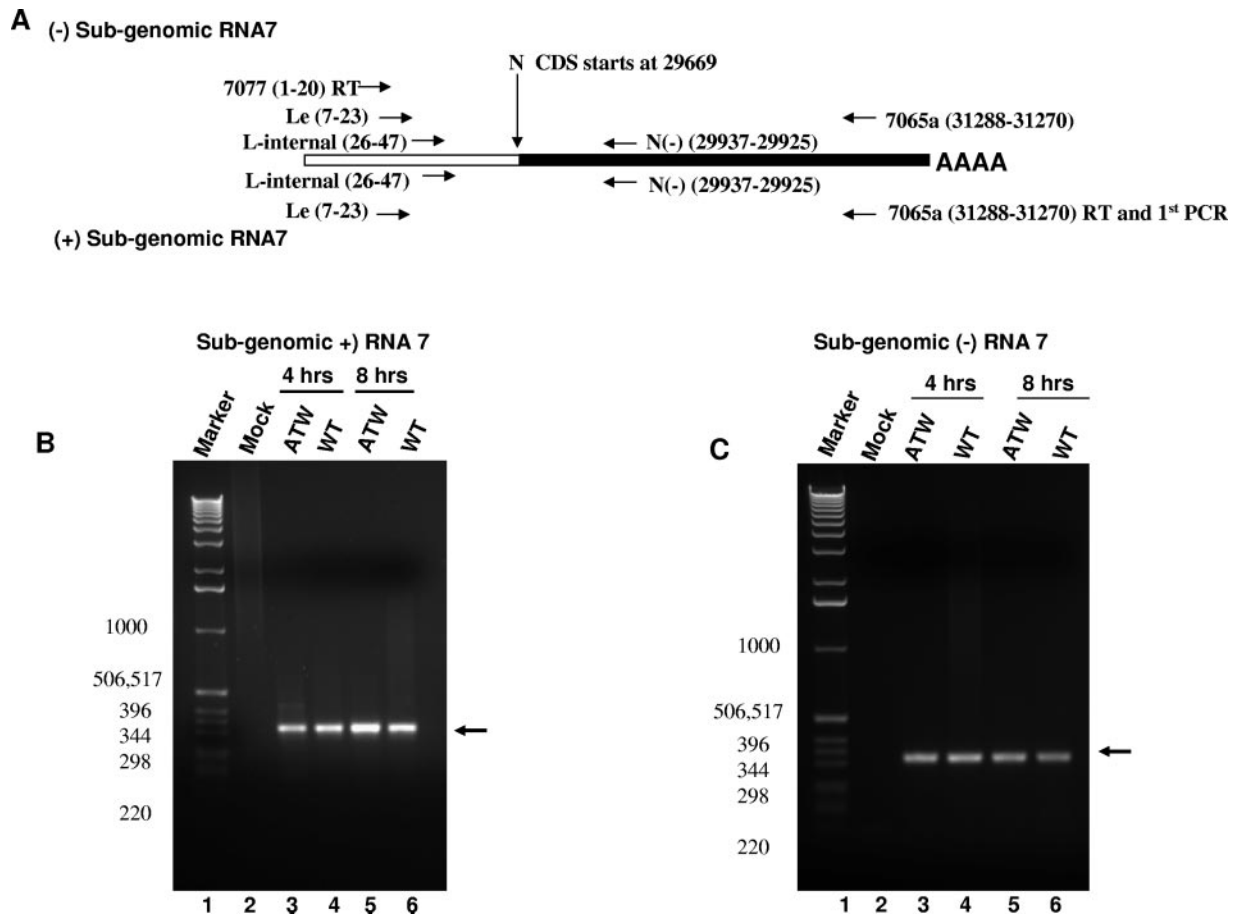 A
(-) Sub-genomic RNA7
N CDS starts at 29669
7077 (1-20) RT
Le (7-23)
7065a (31288-31270)
L-internal (26-47)
N(-) (29937-29925)
AAAA
L-internal (26-47)
N(-) (29937-29925)
Le (7-23)
7065a (31288-31270) RT and 1st PCR
(+) Sub-genomic RNA7
Sub-genomic +) RNA 7
4 hrs 8 hrs
Marker Mock ATW WT ATW WT
B
1000
506,517
396
344
298
220
1 2 3 4 5 6
Sub-genomic (-) RNA 7
4 hrs 8 hrs
Marker Mock ATW WT ATW WT
C
1000
506,517
396
344
298
220
1 2 3 4 5 6